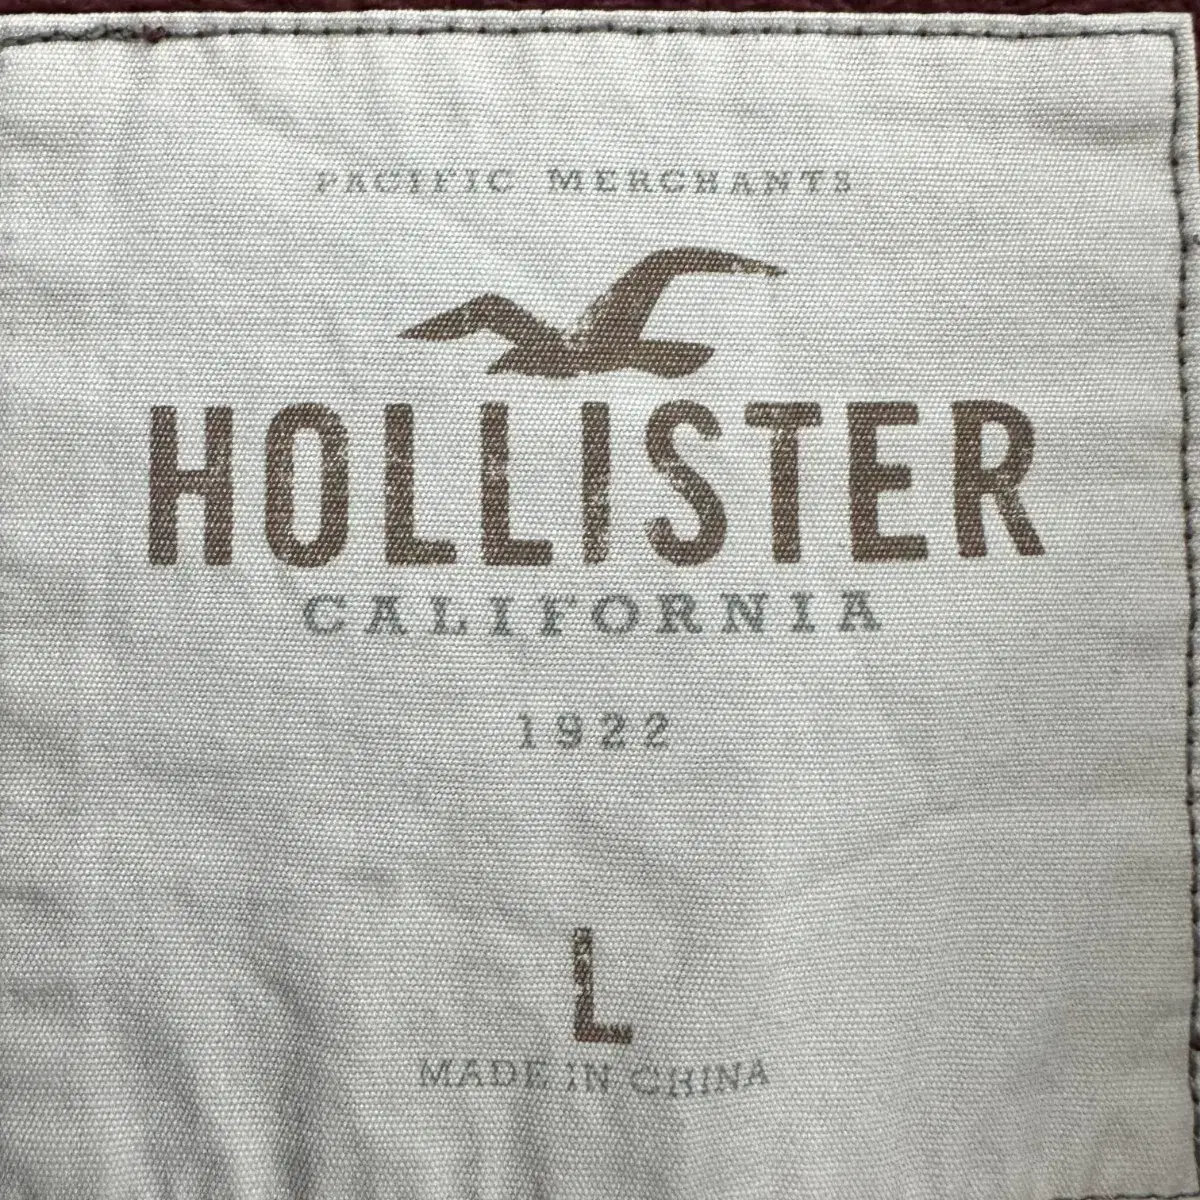 PACIFIC MERCHANTS
HOLLISTER
CALIFORNIA
1922
L
MADE IN CHINA